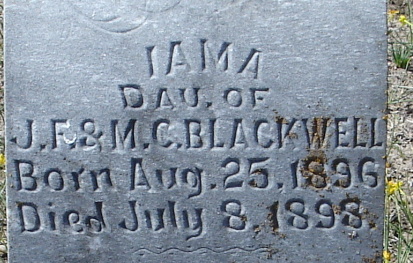 IAMA
DAU. OF
J.F.& M.C. BLACKWELL
Born Aug. 25, 1896
Died July 8, 1898.